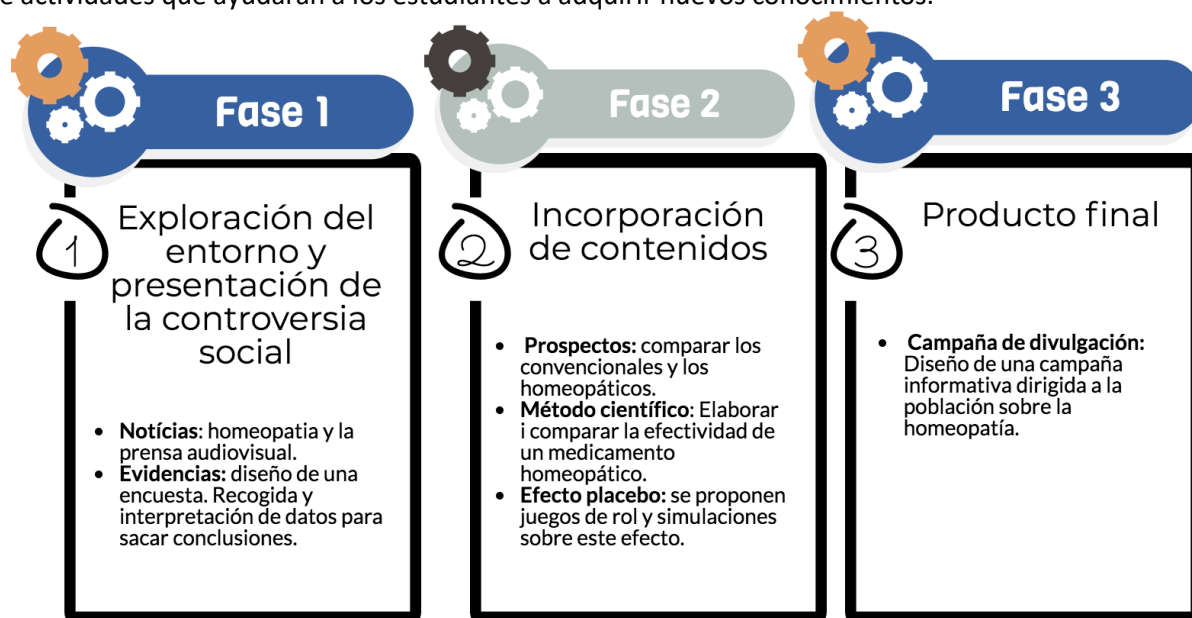 e actividades que ayudarán a los estudiantes a adquirir nuevos conocimientos.
Fase 1
1
Exploración del
entorno y
presentación de
la controversia
social
• Notícias: homeopatia y la
prensa audiovisual.
• Evidencias: diseño de una
encuesta. Recogida y
interpretación de datos para
sacar conclusiones.
Fase 2
2
Incorporación
de contenidos
• Prospectos: comparar los
convencionales y los
homeopáticos.
• Método científico: Elaborar
i comparar la efectividad de
un medicamento
homeopático.
• Efecto placebo: se proponen
juegos de rol y simulaciones
sobre este efecto.
Fase 3
3
Producto final
• Campaña de divulgación:
Diseño de una campaña
informativa dirigida a la
población sobre la
homeopatía.